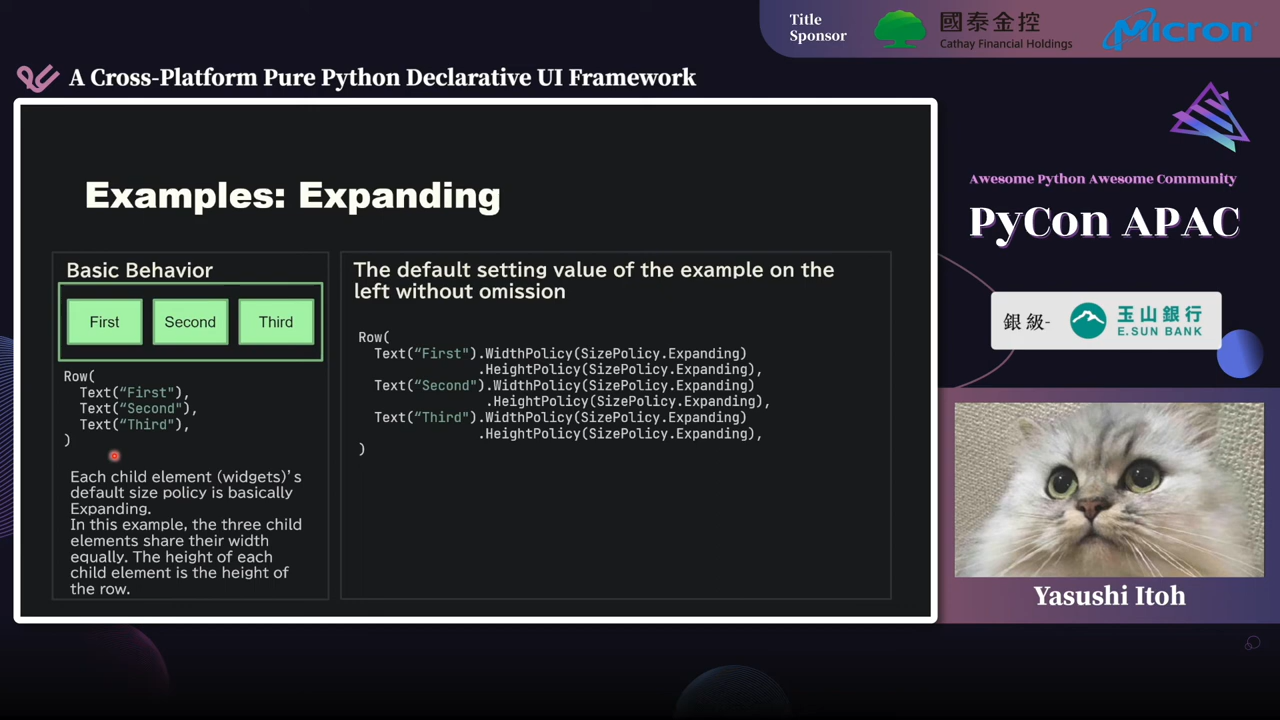 Title
Sponsor
國泰金控
Cathay Financial Holdings
Micron
A Cross-Platform Pure Python Declarative UI Framework
Examples: Expanding
Basic Behavior
First
Second
Third
Row(
Text(“First"),
Text(“Second"),
Text(“Third"),
)
Each child element (widgets)’s
default size policy is basically
Expanding.
In this example, the three child
elements share their width
equally. The height of each
child element is the height of
the row.
The default setting value of the example on the
left without omission
Row(
Text(“First").WidthPolicy(SizePolicy.Expanding)
.HeightPolicy(SizePolicy.Expanding),
Text(“Second").WidthPolicy(SizePolicy.Expanding)
.HeightPolicy(SizePolicy.Expanding),
Text(“Third").WidthPolicy(SizePolicy.Expanding)
.HeightPolicy(SizePolicy.Expanding),
)
Awesome Python Awesome Community
PyCon APAC
銀級-
玉山銀行
E.SUN BANK
Yasushi Itoh